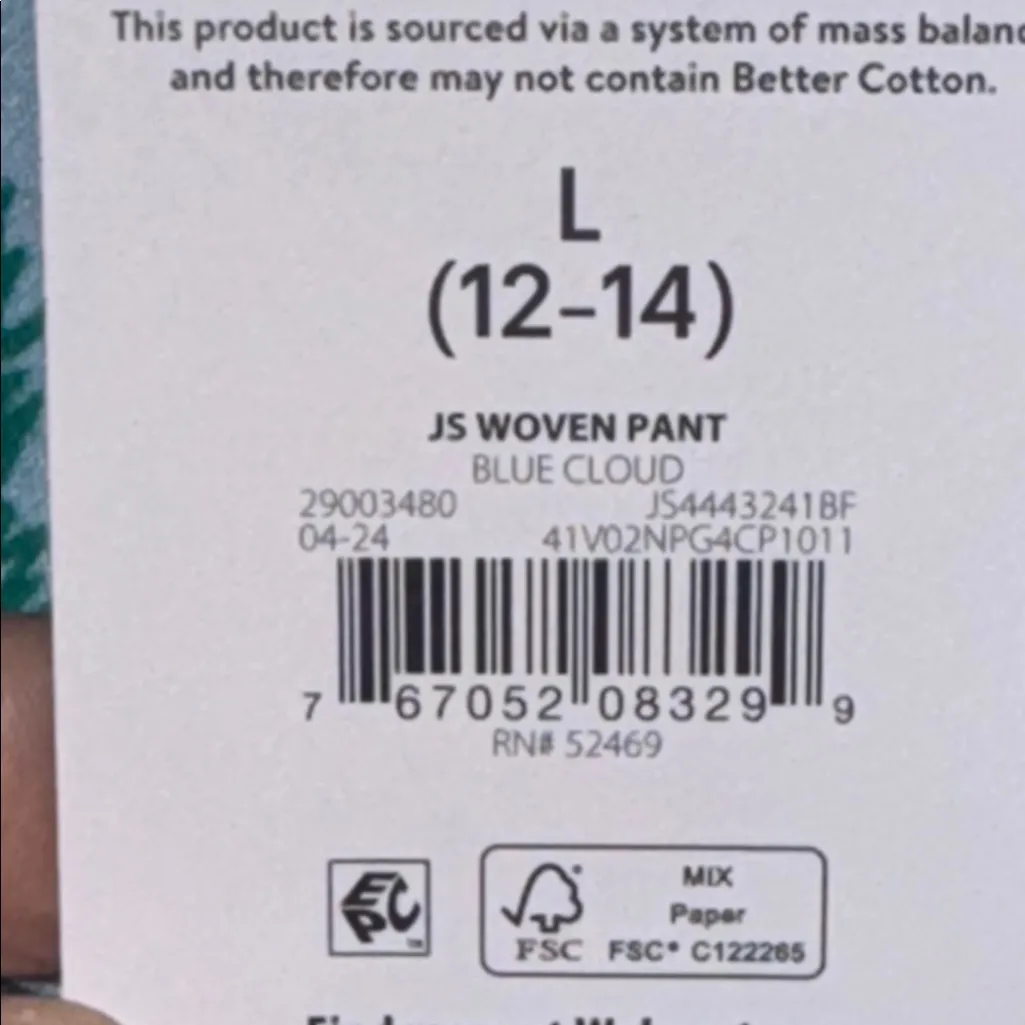 This product is sourced via a system of mass balanc
and therefore may not contain Better Cotton.
L
(12-14)
JS WOVEN PANT
BLUE CLOUD
29003480 JS4443241BF
04-24 41V02NPG4CP1011
7 67052 08329 9
RN# 52469
EPC
MIX
Paper
FSC FSC® C122265